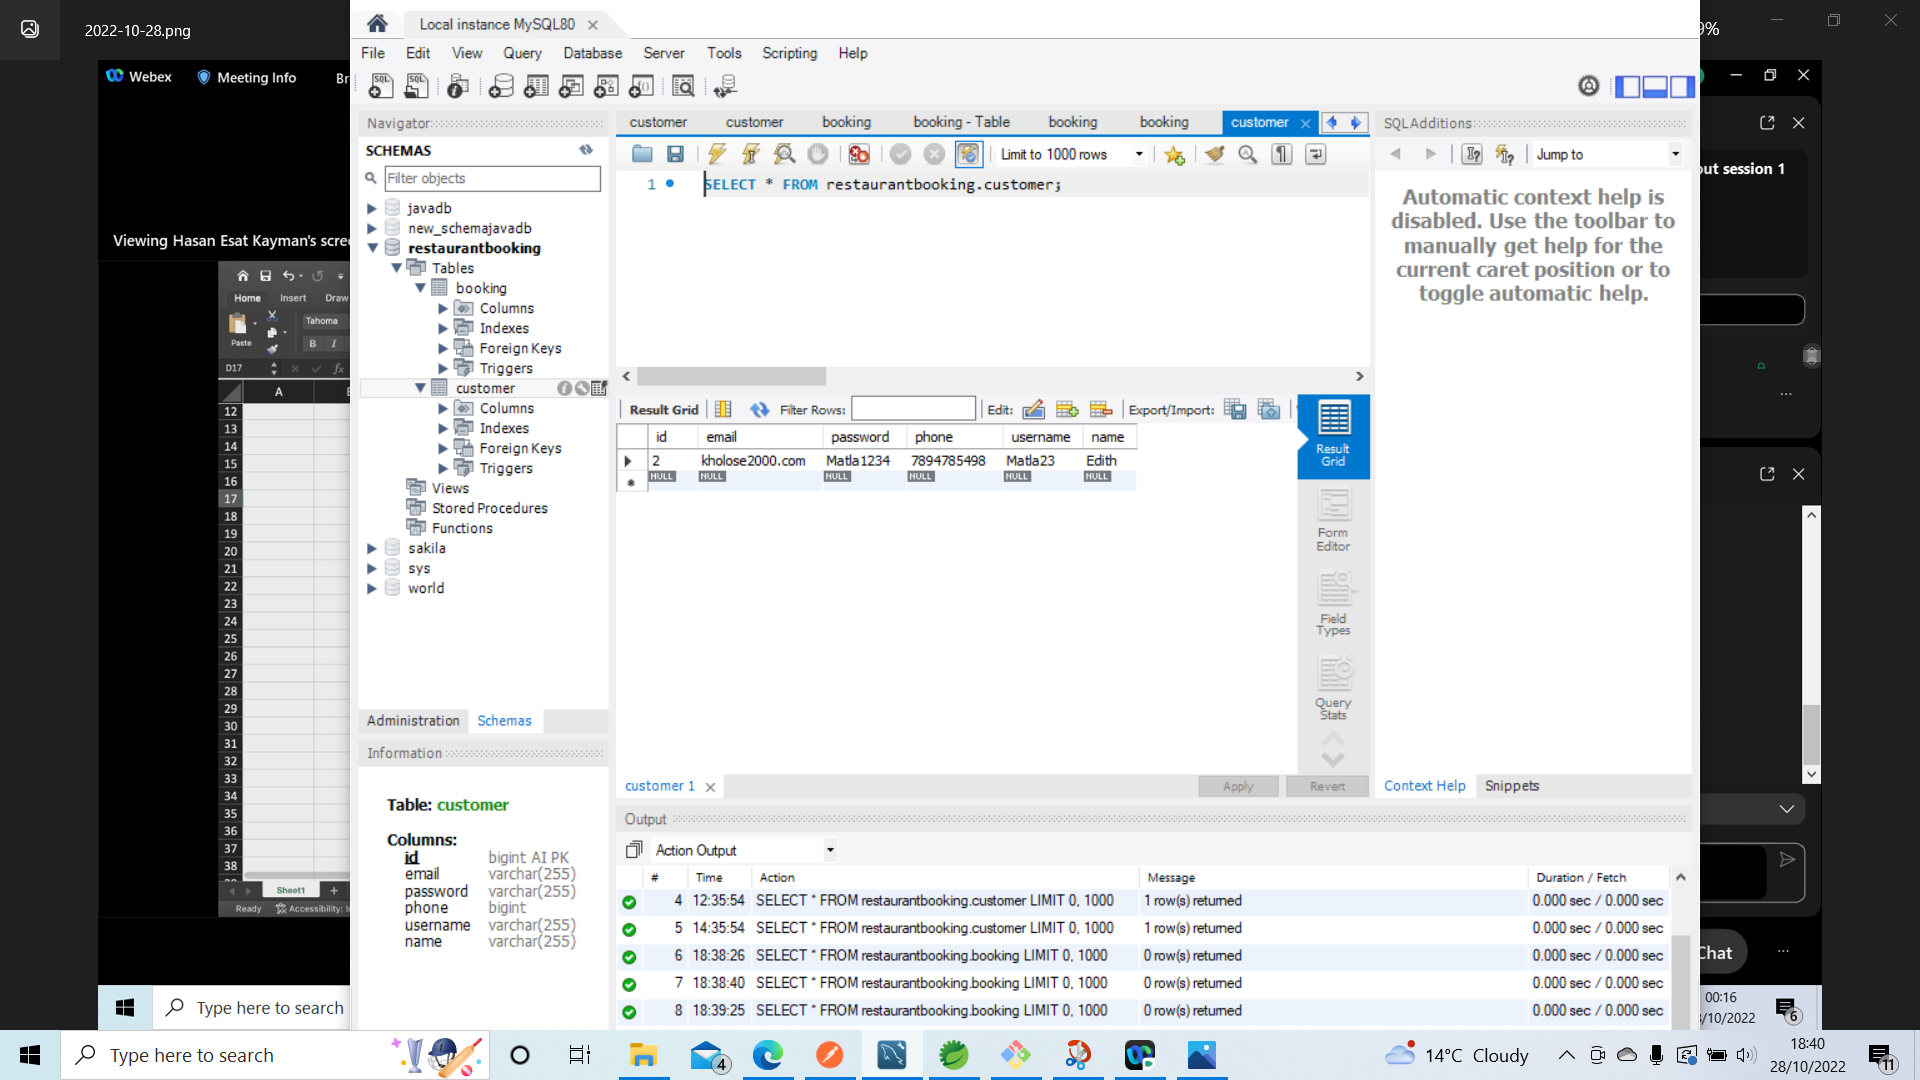 2022-10-28.png
9%
Webex Meeting Info Br
Viewing Hasan Esat Kayman's scree
Home Insert Draw
Paste
Tahoma
B I
D17
fx
A
12
13
14
15
16
17
18
19
20
21
22
23
24
25
26
27
28
29
30
31
32
33
34
35
36
37
38
Sheet1 +
Ready Accessibility: I
Type here to search
Local instance MySQL80
File Edit View Query Database Server Tools Scripting Help
Navigator
SCHEMAS
Filter objects
javadb
new_schemajavadb
restaurantbooking
Tables
booking
Columns
Indexes
Foreign Keys
Triggers
customer
Columns
Indexes
Foreign Keys
Triggers
Views
Stored Procedures
Functions
sakila
sys
world
Administration Schemas
Information
Table: customer
Columns:
id bigint AI PK
email varchar(255)
password varchar(255)
phone bigint
username varchar(255)
name varchar(255)
customer customer booking booking - Table booking booking customer
Limit to 1000 rows
1 SELECT * FROM restaurantbooking.customer;
Result Grid Filter Rows: Edit: Export/Import:
id email password phone username name
2 kholose2000.com Matla1234 7894785498 Matla23 Edith
NULL NULL NULL NULL NULL NULL
Result Grid
Form Editor
Field Types
Query Stats
customer 1
Apply Revert
SQLAdditions
Jump to
Automatic context help is
disabled. Use the toolbar to
manually get help for the
current caret position or to
toggle automatic help.
Context Help Snippets
Output
Action Output
# Time Action Message Duration / Fetch
4 12:35:54 SELECT * FROM restaurantbooking.customer LIMIT 0, 1000 1 row(s) returned 0.000 sec / 0.000 sec
5 14:35:54 SELECT * FROM restaurantbooking.customer LIMIT 0, 1000 1 row(s) returned 0.000 sec / 0.000 sec
6 18:38:26 SELECT * FROM restaurantbooking.booking LIMIT 0, 1000 0 row(s) returned 0.000 sec / 0.000 sec
7 18:38:40 SELECT * FROM restaurantbooking.booking LIMIT 0, 1000 0 row(s) returned 0.000 sec / 0.000 sec
8 18:39:25 SELECT * FROM restaurantbooking.booking LIMIT 0, 1000 0 row(s) returned 0.000 sec / 0.000 sec
out session 1
Chat
00:16
/10/2022
6
Type here to search
4
14°C Cloudy
18:40
28/10/2022
11